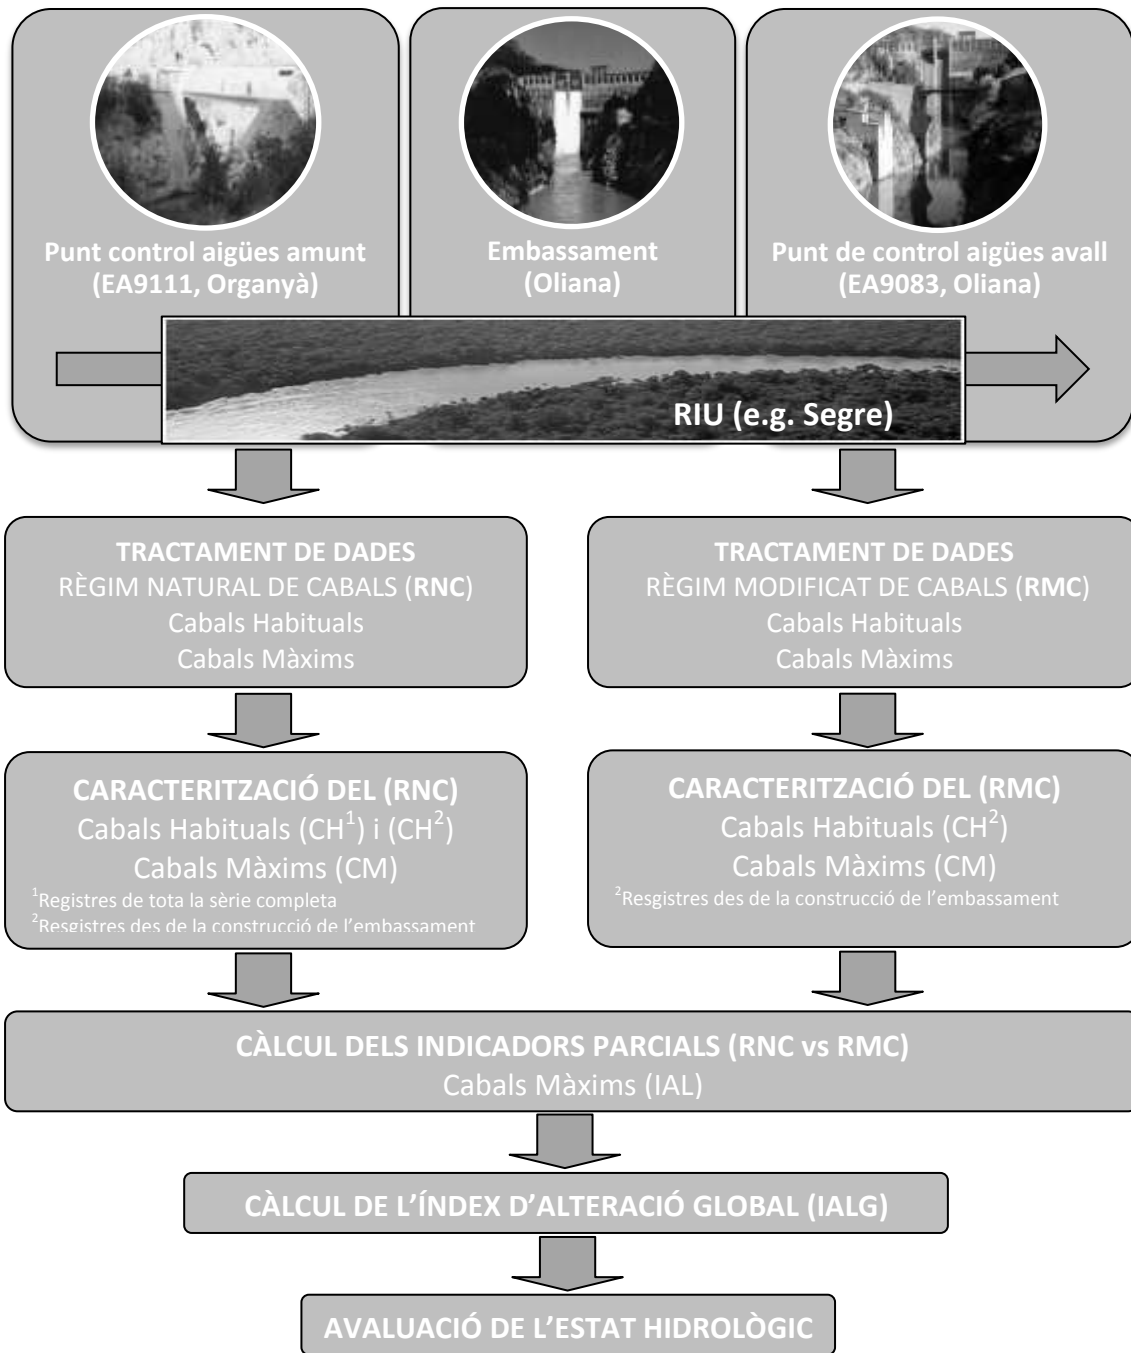 Punt control aigües amunt
(EA9111, Organyà)
Embassament
(Oliana)
Punt de control aigües avall
(EA9083, Oliana)
RIU (e.g. Segre)
TRACTAMENT DE DADES
RÈGIM NATURAL DE CABALS (RNC)
Cabals Habituals
Cabals Màxims
TRACTAMENT DE DADES
RÈGIM MODIFICAT DE CABALS (RMC)
Cabals Habituals
Cabals Màxims
CARACTERITZACIÓ DEL (RNC)
Cabals Habituals (CH¹) i (CH²)
Cabals Màxims (CM)
¹Registres de tota la sèrie completa
²Resgistres des de la construcció de l’embassament
CARACTERITZACIÓ DEL (RMC)
Cabals Habituals (CH²)
Cabals Màxims (CM)
²Resgistres des de la construcció de l’embassament
CÀLCUL DELS INDICADORS PARCIALS (RNC vs RMC)
Cabals Màxims (IAL)
CÀLCUL DE L’ÍNDEX D’ALTERACIÓ GLOBAL (IALG)
AVALUACIÓ DE L’ESTAT HIDROLÒGIC